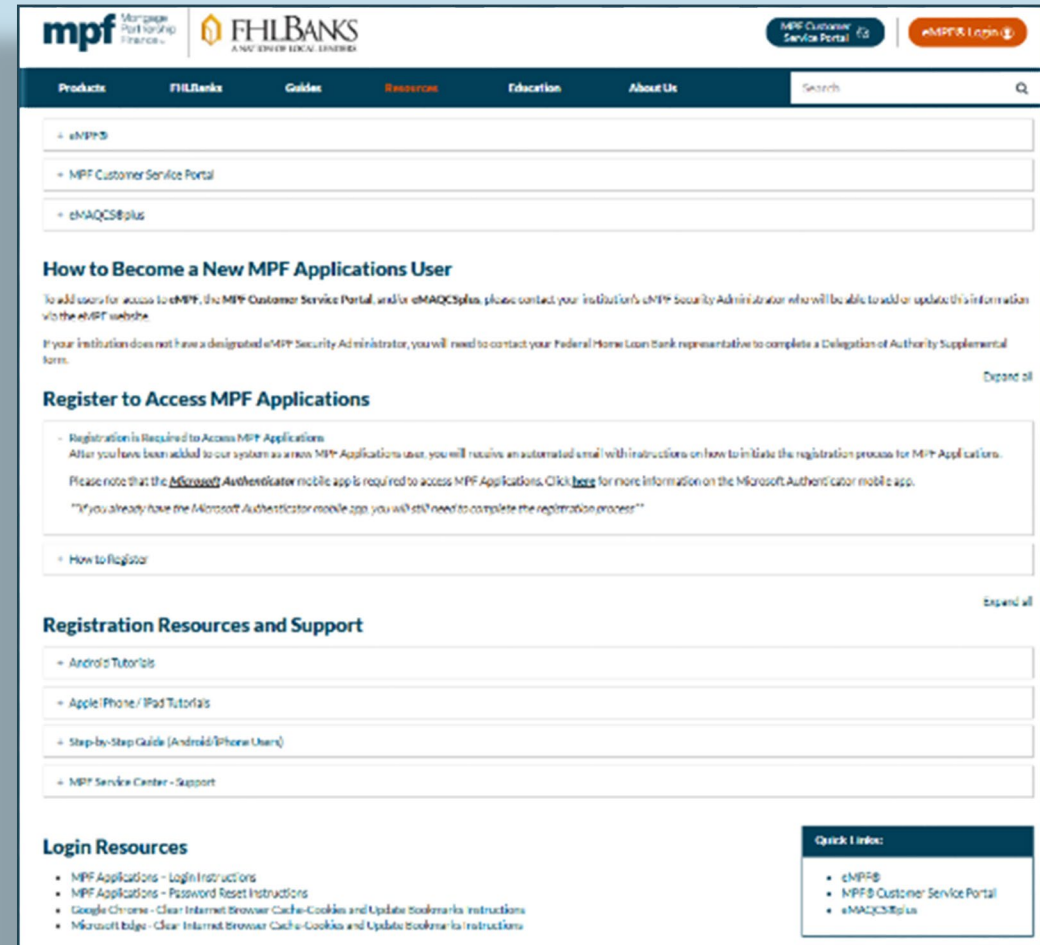 mpf Mortgage Partnership Finance
FHLBANKS
A NATION OF LOCAL LENDERS
MPF Customer Service Portal
eMPF® Login
Products FHLBanks Guides Resources Education About Us Search
+ eMPF®
+ MPF Customer Service Portal
+ eMAQCS®plus
How to Become a New MPF Applications User
To add users for access to eMPF, the MPF Customer Service Portal, and/or eMAQCSplus, please contact your institution's eMPF Security Administrator who will be able to add or update this information
via the eMPF website.
If your institution does not have a designated eMPF Security Administrator, you will need to contact your Federal Home Loan Bank representative to complete a Delegation of Authority Supplemental
form.
Expand all
Register to Access MPF Applications
- Registration is Required to Access MPF Applications
After you have been added to our system as a new MPF Applications user, you will receive an automated email with instructions on how to initiate the registration process for MPF Applications.
Please note that the Microsoft Authenticator mobile app is required to access MPF Applications. Click here for more information on the Microsoft Authenticator mobile app.
**If you already have the Microsoft Authenticator mobile app, you will still need to complete the registration process**
+ How to Register
Expand all
Registration Resources and Support
+ Android Tutorials
+ Apple iPhone / iPad Tutorials
+ Step-by-Step Guide (Android/iPhone Users)
+ MPF Service Center - Support
Login Resources
• MPF Applications – Login Instructions
• MPF Applications – Password Reset Instructions
• Google Chrome - Clear Internet Browser Cache-Cookies and Update Bookmarks Instructions
• Microsoft Edge - Clear Internet Browser Cache-Cookies and Update Bookmarks Instructions
Quick Links:
• eMPF®
• MPF® Customer Service Portal
• eMAQCS®plus